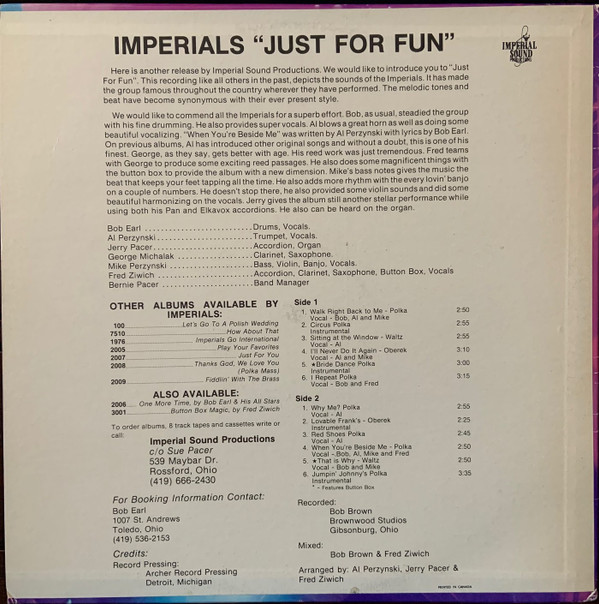 IMPERIALS "JUST FOR FUN"
IMPERIAL
SOUND
Here is another release by Imperial Sound Productions. We would like to introduce you to "Just
For Fun". This recording like all others in the past, depicts the sounds of the Imperials. It has made
the group famous throughout the country wherever they have performed. The melodic tones and
beat have become synonymous with their ever present style.
We would like to commend all the Imperials for a superb effort. Bob, as usual, steadied the group
with his fine drumming. He also provides super vocals. Al blows a great horn as well as doing some
beautiful vocalizing. "When You're Beside Me" was written by Al Perzynski with lyrics by Bob Earl.
On previous albums, Al has introduced other original songs and without a doubt, this is one of his
finest. George, as they say, gets better with age. His reed work was just tremendous. Fred teams
with George to produce some exciting reed passages. He also does some magnificent things with
the button box to provide the album with a new dimension. Mike's bass notes gives the music the
beat that keeps your feet tapping all the time. He also adds more rhythm with the every lovin' banjo
on a couple of numbers. He doesn't stop there, he also provided some violin sounds and did some
beautiful harmonizing on the vocals. Jerry gives the album still another stellar performance while
using both his Pan and Elkavox accordions. He also can be heard on the organ.
Bob Earl ........................ Drums, Vocals.
Al Perzynski ..................... Trumpet, Vocals.
Jerry Pacer ...................... Accordion, Organ
George Michalak .................. Clarinet, Saxophone.
Mike Perzynski ................... Bass, Violin, Banjo, Vocals.
Fred Ziwich ...................... Accordion, Clarinet, Saxophone, Button Box, Vocals
Bernie Pacer ..................... Band Manager
OTHER ALBUMS AVAILABLE BY
IMPERIALS:
100 ........ Let's Go To A Polish Wedding
7510 ........ How About That
1976 ........ Imperials Go International
2005 ........ Play Your Favorites
2007 ........ Just For You
2008 ........ Thanks God, We Love You
(Polka Mass)
2009 ........ Fiddlin' With The Brass
ALSO AVAILABLE:
2006 .... One More Time, by Bob Earl & His All Stars
3001 ........ Button Box Magic, by Fred Ziwich
To order albums, 8 track tapes and cassettes write or
call:
Imperial Sound Productions
c/o Sue Pacer
539 Maybar Dr.
Rossford, Ohio
(419) 666-2430
For Booking Information Contact:
Bob Earl
1007 St. Andrews
Toledo, Ohio
(419) 536-2153
Credits:
Record Pressing:
Archer Record Pressing
Detroit, Michigan
Side 1
1. Walk Right Back to Me - Polka 2:50
Vocal - Bob, Al and Mike
2. Circus Polka 2:55
Instrumental
3. Sitting at the Window - Waltz 2:55
Vocal - Al
4. I'll Never Do It Again - Oberek 3:10
Vocal - Al and Mike
5. ★Bride Dance Polka 3:00
Instrumental
6. I Repeat Polka 3:15
Vocal - Bob and Fred
Side 2
1. Why Me? Polka 2:55
Vocal - Al
2. Lovable Frank's - Oberek 2:25
Instrumental
3. Red Shoes Polka 2:45
Vocal - Al
4. When You're Beside Me - Polka 2:50
Vocal - Bob, Al, Mike and Fred
5. ★That is Why - Waltz 2:50
Vocal - Bob and Mike
6. Jumpin' Johnny's Polka 3:35
Instrumental
* - Features Button Box
Recorded:
Bob Brown
Brownwood Studios
Gibsonburg, Ohio
Mixed:
Bob Brown & Fred Ziwich
Arranged by: Al Perzynski, Jerry Pacer &
Fred Ziwich
PRINTED IN CANADA